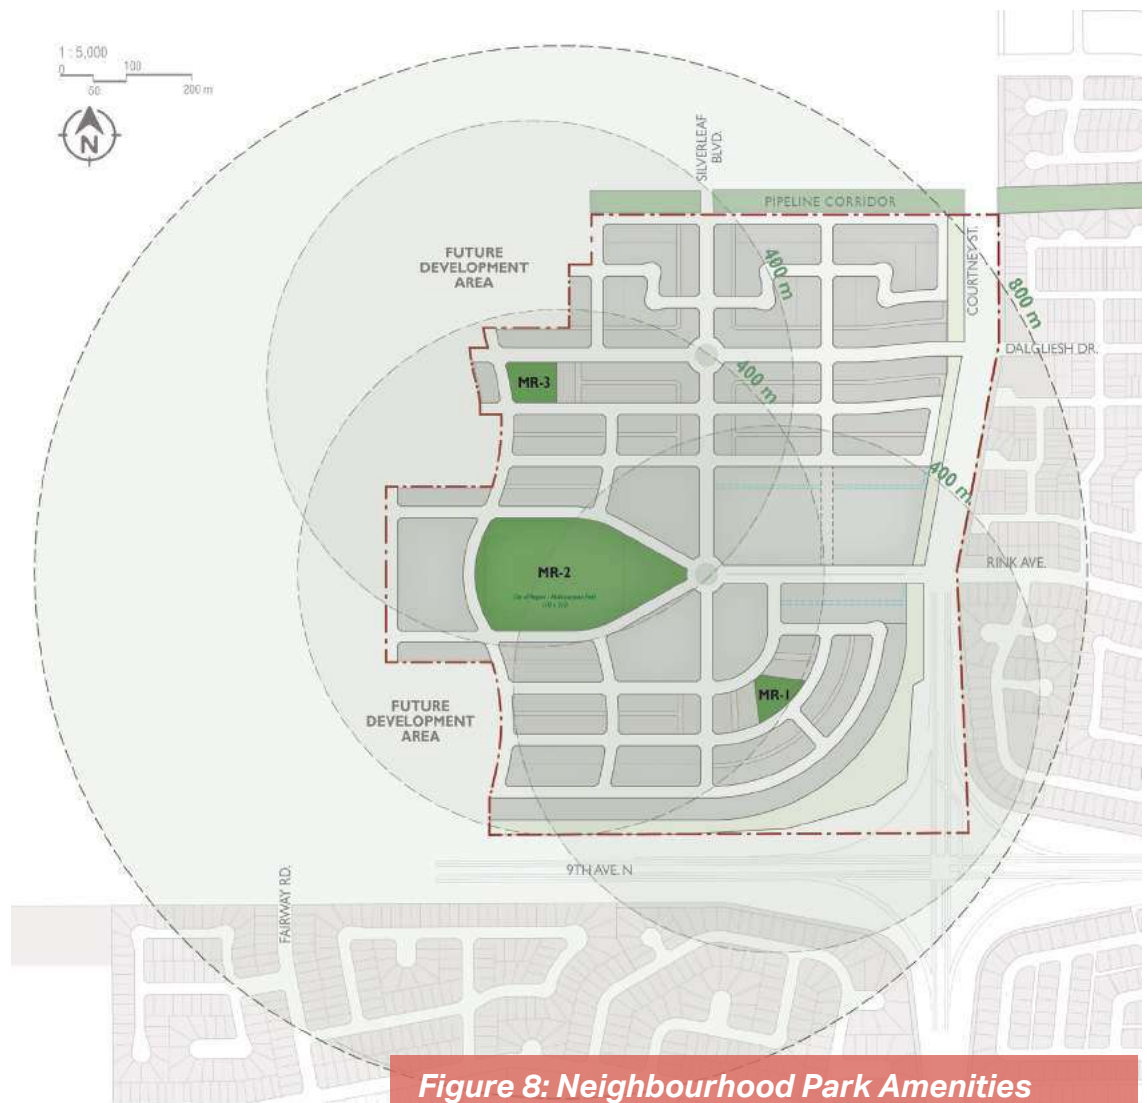 1 : 5,000
0
100
50
200 m
N
SILVERLEAF
BLVD.
PIPELINE CORRIDOR
FUTURE
DEVELOPMENT
AREA
400 m
COURTNEY ST.
800 m
DALGLIESH DR.
400 m
MR-3
400 m
RINK AVE.
MR-2
MR-1
FUTURE
DEVELOPMENT
AREA
9TH AVE. N
FAIRWAY RD.
Figure 8: Neighbourhood Park Amenities